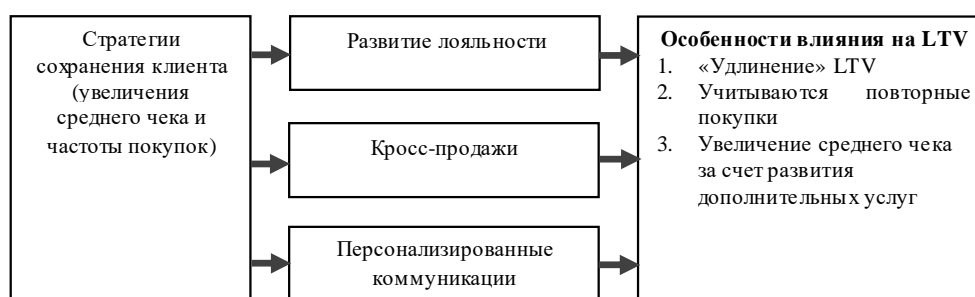 Стратегии
сохранения клиента
(увеличения
среднего чека и
частоты покупок)
Развитие лояльности
Кросс-продажи
Персонализированные
коммуникации
Особенности влияния на LTV
1. «Удлинение» LTV
2. Учитываются повторные
покупки
3. Увеличение среднего чека
за счет развития
дополнительных услуг